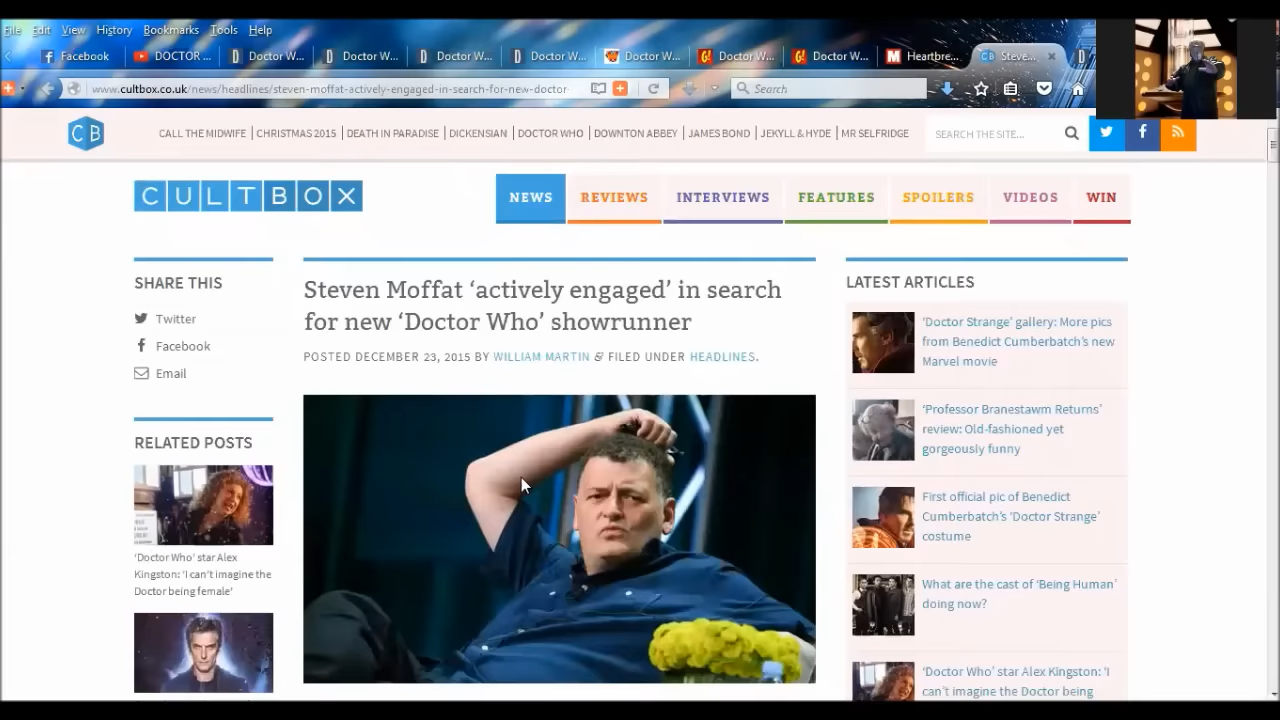 File Edit View History Bookmarks Tools Help
Facebook DOCTOR ... Doctor W... Doctor W... Doctor W... Doctor W... Doctor W... Doctor W... Doctor W... Heartbre... Steve...
www.cultbox.co.uk/news/headlines/steven-moffat-actively-engaged-in-search-for-new-doctor
Search
CB
CALL THE MIDWIFE | CHRISTMAS 2015 | DEATH IN PARADISE | DICKENSIAN | DOCTOR WHO | DOWNTON ABBEY | JAMES BOND | JEKYLL & HYDE | MR SELFRIDGE
SEARCH THE SITE...
CULTBOX
NEWS REVIEWS INTERVIEWS FEATURES SPOILERS VIDEOS WIN
SHARE THIS
Twitter
Facebook
Email
RELATED POSTS
'Doctor Who' star Alex
Kingston: 'I can't imagine the
Doctor being female'
Steven Moffat ‘actively engaged’ in search
for new ‘Doctor Who’ showrunner
POSTED DECEMBER 23, 2015 BY WILLIAM MARTIN & FILED UNDER HEADLINES.
LATEST ARTICLES
'Doctor Strange' gallery: More pics
from Benedict Cumberbatch's new
Marvel movie
'Professor Branestawm Returns'
review: Old-fashioned yet
gorgeously funny
First official pic of Benedict
Cumberbatch's 'Doctor Strange'
costume
What are the cast of 'Being Human'
doing now?
'Doctor Who' star Alex Kingston: 'I
can't imagine the Doctor being